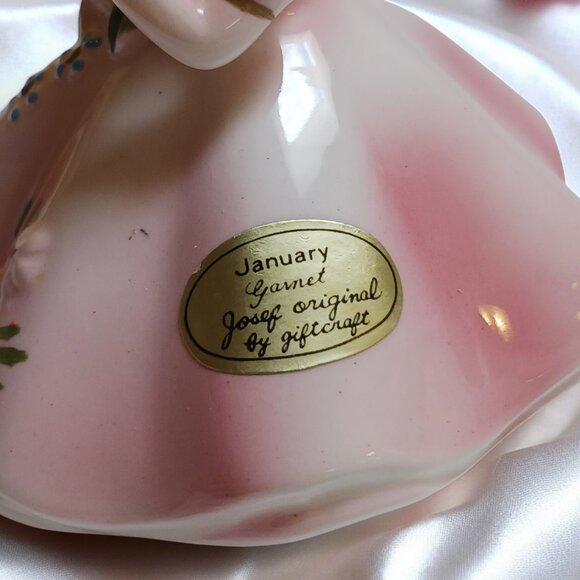 January
Garnet
Josef original
by giftcraft